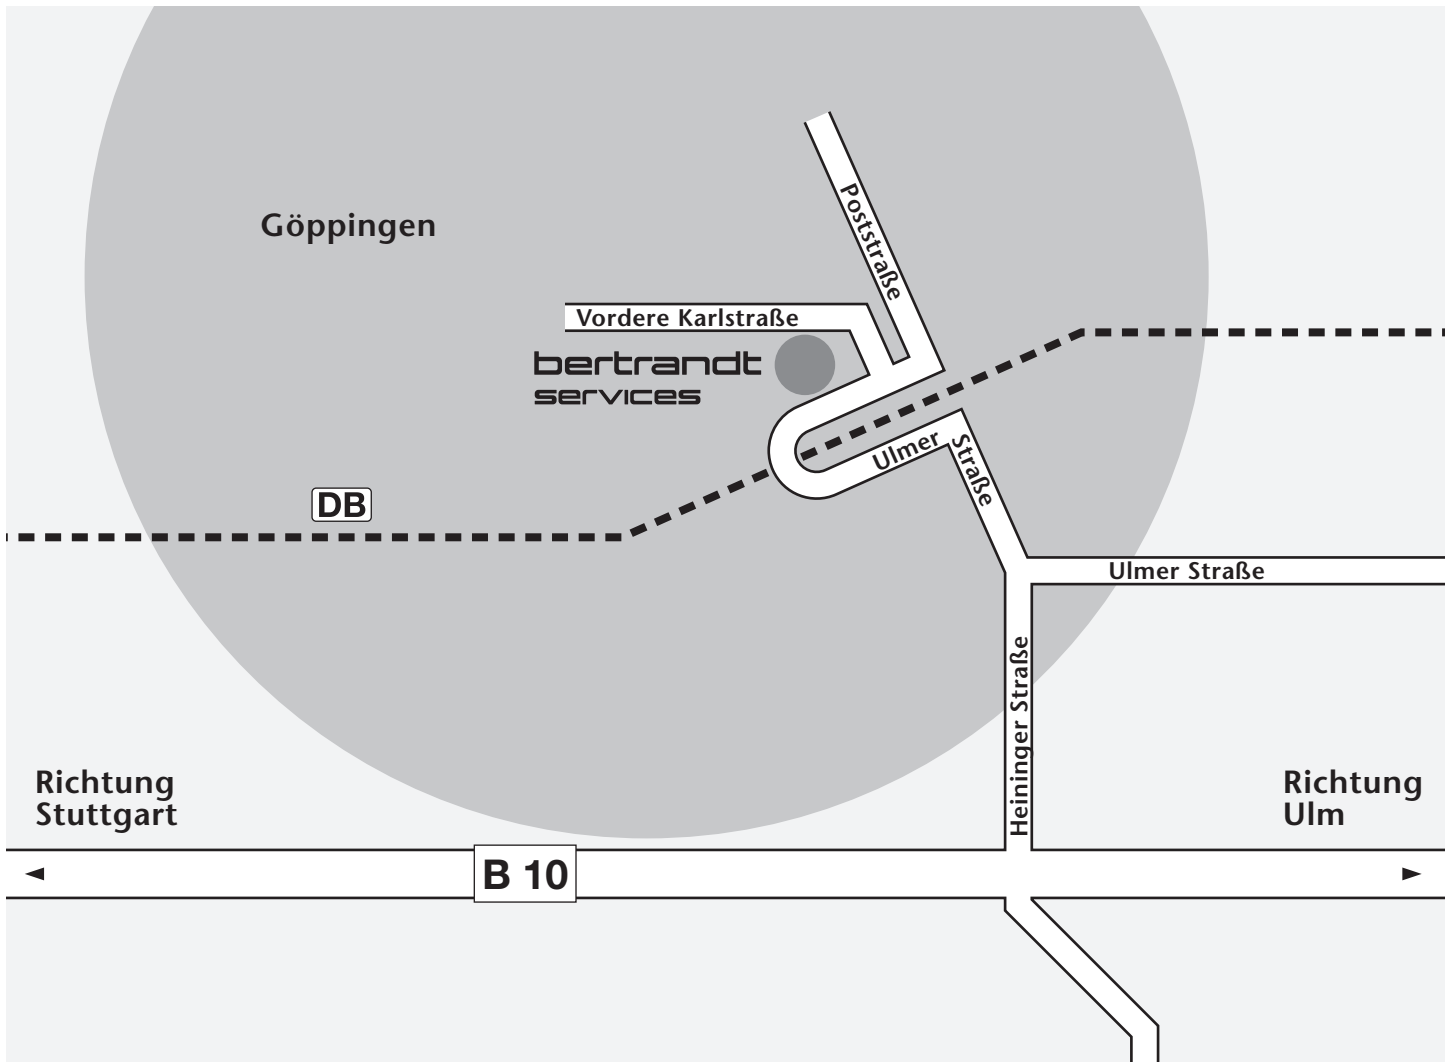 Göppingen
Poststraße
Vordere Karlstraße
bertrandt
services
Ulmer Straße
DB
Ulmer Straße
Heininger Straße
Richtung
Stuttgart
Richtung
Ulm
B 10